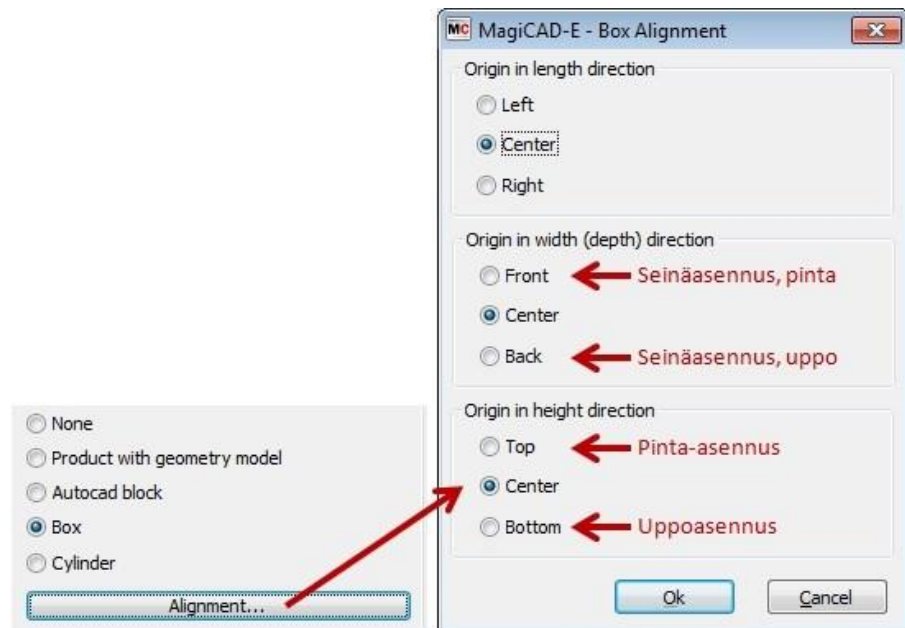 MC MagiCAD-E - Box Alignment
Origin in length direction
Left
Center
Right
Origin in width (depth) direction
Front Seinäasennus, pinta
Center
Back Seinäasennus, uppo
Origin in height direction
Top Pinta-asennus
Center
Bottom Uppoasennus
Ok Cancel
None
Product with geometry model
Autocad block
Box
Cylinder
Alignment...